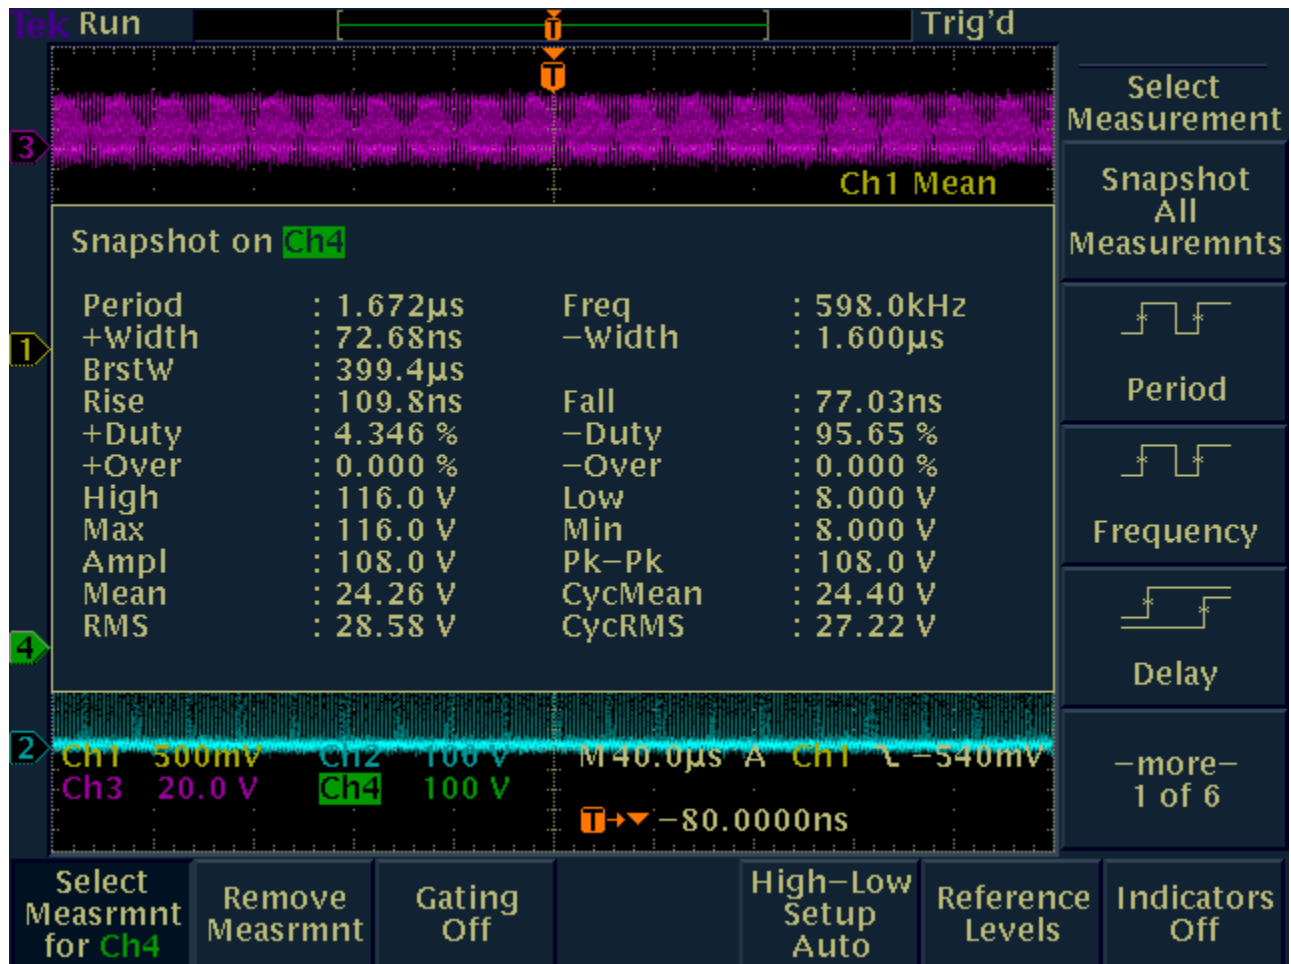 Tek Run Trig'd
T
T
3
Ch1 Mean
Select
Measurement
Snapshot
All
Measuremnts
Snapshot on Ch4
Period : 1.672µs Freq : 598.0kHz
+Width : 72.68ns −Width : 1.600µs
BrstW : 399.4µs
Rise : 109.8ns Fall : 77.03ns
+Duty : 4.346 % −Duty : 95.65 %
+Over : 0.000 % −Over : 0.000 %
High : 116.0 V Low : 8.000 V
Max : 116.0 V Min : 8.000 V
Ampl : 108.0 V Pk−Pk : 108.0 V
Mean : 24.26 V CycMean : 24.40 V
RMS : 28.58 V CycRMS : 27.22 V
1
4
2
Period
Frequency
Delay
−more−
1 of 6
Ch1 500mV Ch2 100 V M 40.0µs A Ch1 −540mV
Ch3 20.0 V Ch4 100 V
T −80.0000ns
Select
Measrmnt
for Ch4
Remove
Measrmnt
Gating
Off
High−Low
Setup
Auto
Reference
Levels
Indicators
Off